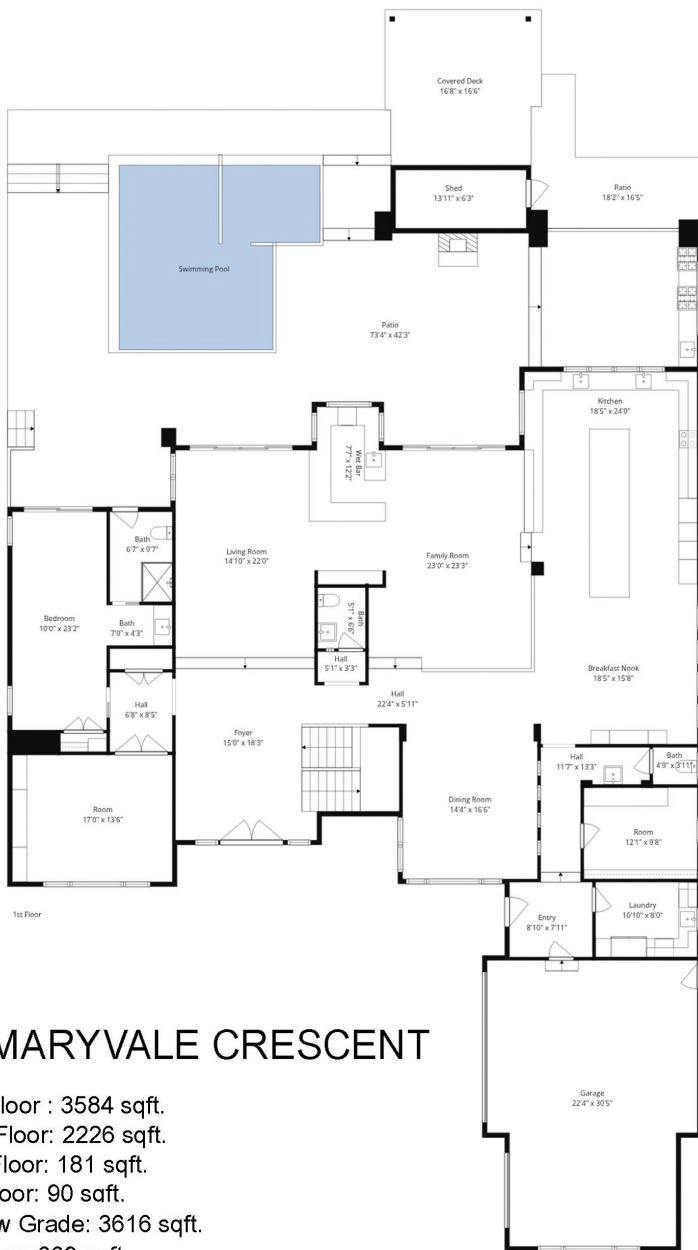 Covered Deck
16'8" x 16'6"
Shed
13'11" x 6'3"
Patio
18'2" x 16'5"
Swimming Pool
Patio
73'4" x 42'3"
Kitchen
18'5" x 24'0"
Wet Bar
7'7" x 12'2"
Living Room
14'10" x 22'0"
Family Room
23'0" x 23'3"
Bath
6'7" x 9'7"
Bedroom
10'0" x 23'2"
Bath
7'0" x 4'3"
Bath
5'1" x 6'6"
Hall
5'1" x 3'3"
Breakfast Nook
18'5" x 15'8"
Hall
22'4" x 5'11"
Hall
6'8" x 8'5"
Foyer
15'0" x 18'3"
Hall
11'7" x 13'3"
Bath
4'9" x 3'11"
Room
17'0" x 13'6"
Dining Room
14'4" x 16'6"
Room
12'1" x 9'8"
Laundry
10'10" x 8'0"
Entry
8'10" x 7'11"
1st Floor
Garage
22'4" x 30'5"
MARYVALE CRESCENT
loor : 3584 sqft.
Floor: 2226 sqft.
Floor: 181 sqft.
oor: 90 sqft.
w Grade: 3616 sqft.